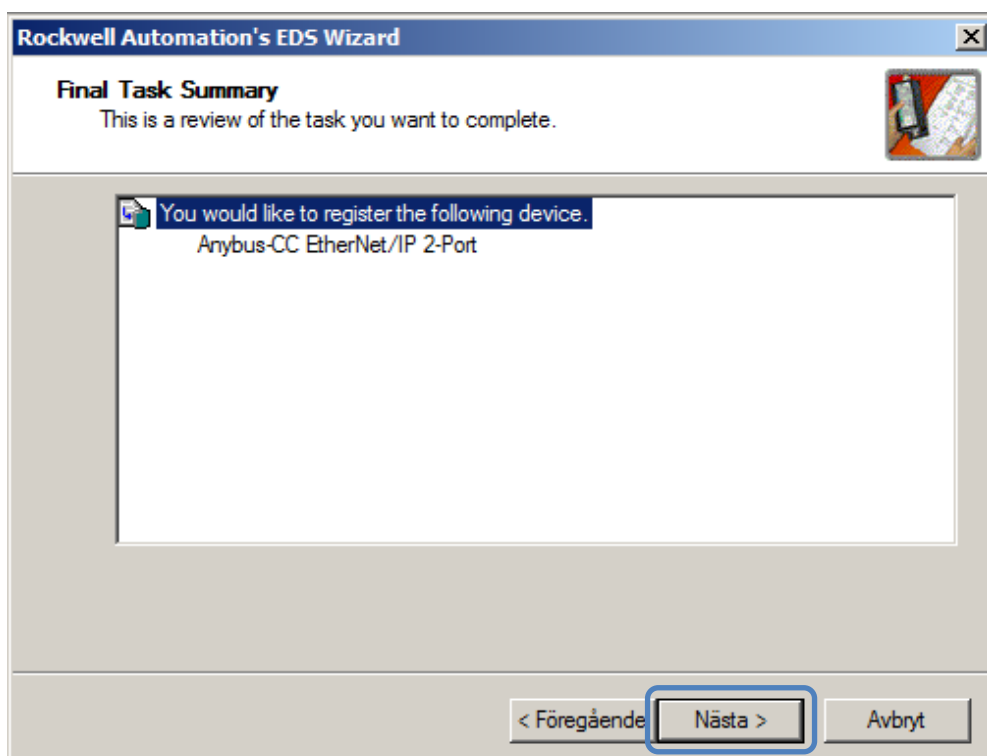 Rockwell Automation's EDS Wizard
Final Task Summary
This is a review of the task you want to complete.
You would like to register the following device.
Anybus-CC EtherNet/IP 2-Port
< Föregående
Nästa >
Avbryt